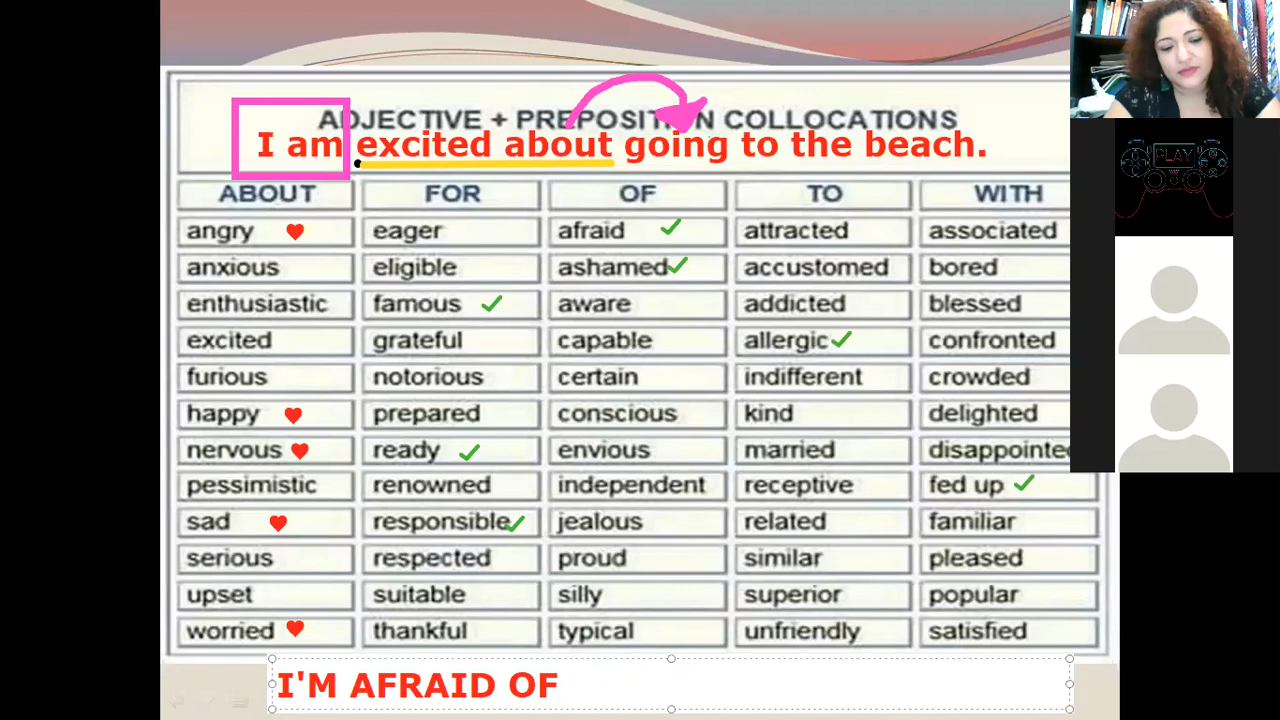 ADJECTIVE + PREPOSITION COLLOCATIONS
I am excited about going to the beach.
ABOUT FOR OF TO WITH
angry eager afraid attracted associated
anxious eligible ashamed accustomed bored
enthusiastic famous aware addicted blessed
excited grateful capable allergic confronted
furious notorious certain indifferent crowded
happy prepared conscious kind delighted
nervous ready envious married disappointed
pessimistic renowned independent receptive fed up
sad responsible jealous related familiar
serious respected proud similar pleased
upset suitable silly superior popular
worried thankful typical unfriendly satisfied
I'M AFRAID OF
PLAY